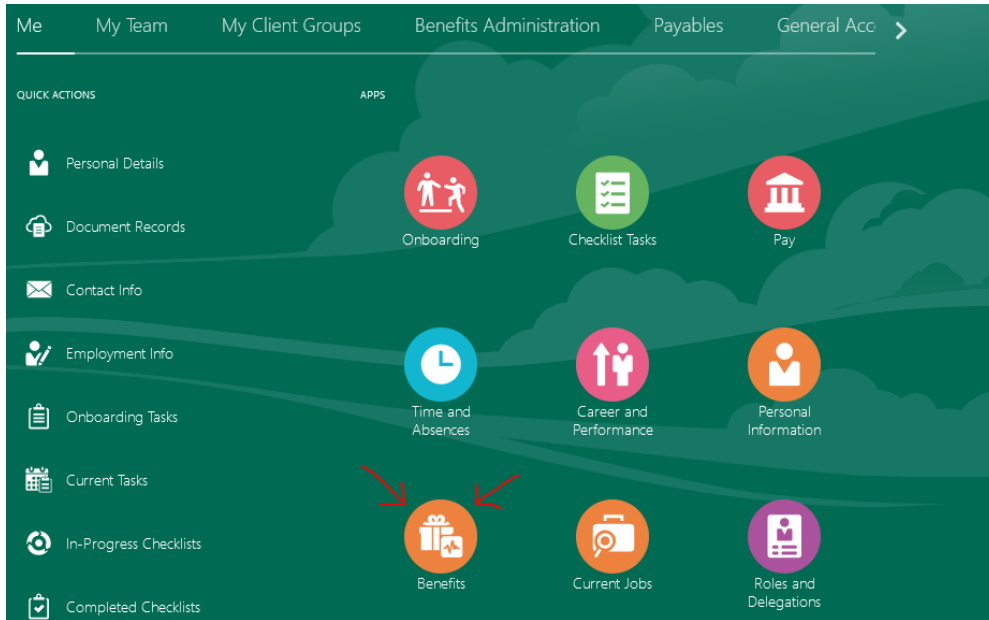 Me My Team My Client Groups Benefits Administration Payables General Acc
QUICK ACTIONS
APPS
Personal Details
Document Records
Contact Info
Employment Info
Onboarding Tasks
Current Tasks
In-Progress Checklists
Completed Checklists
Onboarding
Checklist Tasks
Pay
Time and
Absences
Career and
Performance
Personal
Information
Benefits
Current Jobs
Roles and
Delegations